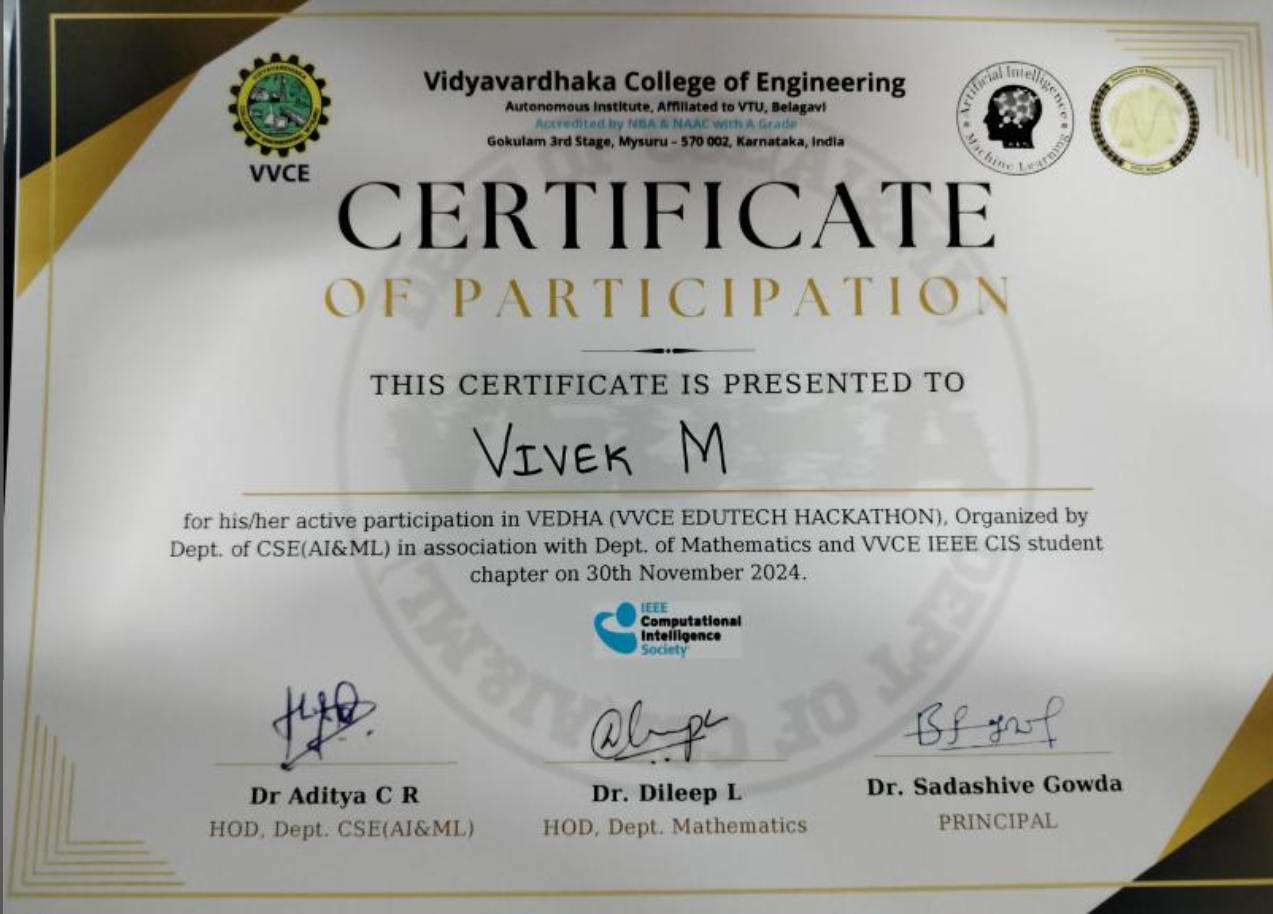 Vidyavardhaka College of Engineering
Autonomous Institute, Affiliated to VTU, Belagavi
Accredited by NBA & NAAC with A Grade
Gokulam 3rd Stage, Mysuru – 570 002, Karnataka, India
VVCE
Artificial Intelligence
Machine Learning
CERTIFICATE
OF PARTICIPATION
THIS CERTIFICATE IS PRESENTED TO
VIVEK M
for his/her active participation in VEDHA (VVCE EDUTECH HACKATHON), Organized by
Dept. of CSE(AI&ML) in association with Dept. of Mathematics and VVCE IEEE CIS student
chapter on 30th November 2024.
IEEE
Computational
Intelligence
Society
Dr Aditya C R
HOD, Dept. CSE(AI&ML)
Dr. Dileep L
HOD, Dept. Mathematics
Dr. Sadashive Gowda
PRINCIPAL